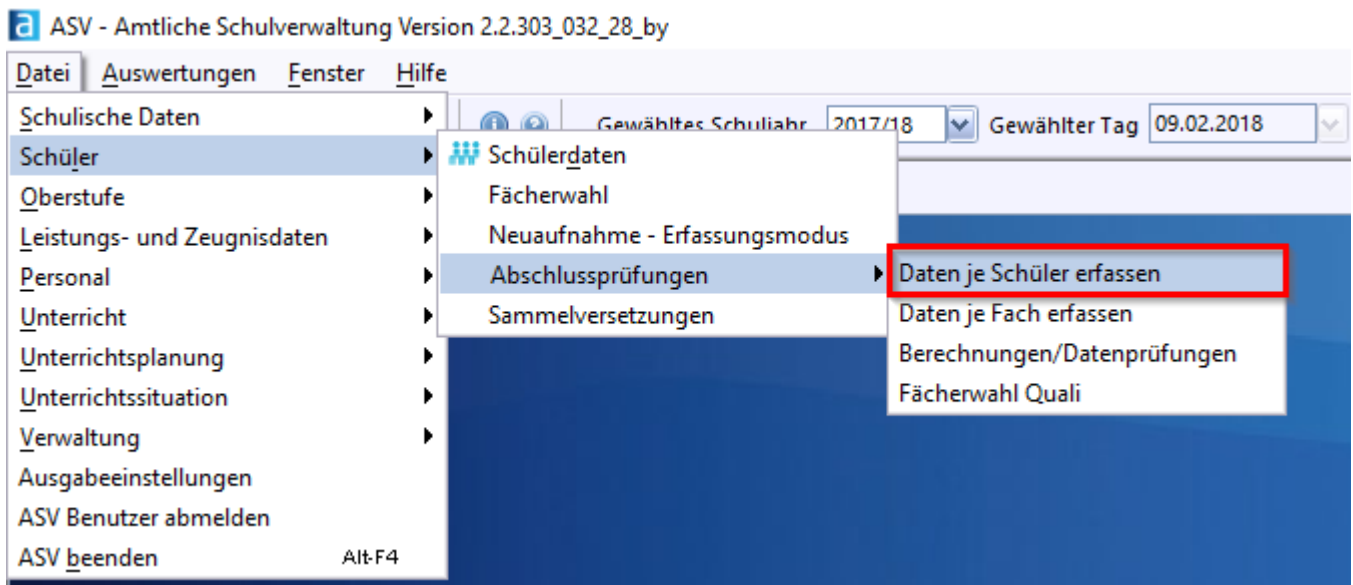 ASV - Amtliche Schulverwaltung Version 2.2.303_032_28_by
Datei Auswertungen Fenster Hilfe
Gewähltes Schuljahr 2017/18 Gewählter Tag 09.02.2018
Schulische Daten
Schüler
Oberstufe
Leistungs- und Zeugnisdaten
Personal
Unterricht
Unterrichtsplanung
Unterrichtssituation
Verwaltung
Ausgabeeinstellungen
ASV Benutzer abmelden
ASV beenden Alt-F4
Schülerdaten
Fächerwahl
Neuaufnahme - Erfassungsmodus
Abschlussprüfungen
Sammelversetzungen
Daten je Schüler erfassen
Daten je Fach erfassen
Berechnungen/Datenprüfungen
Fächerwahl Quali